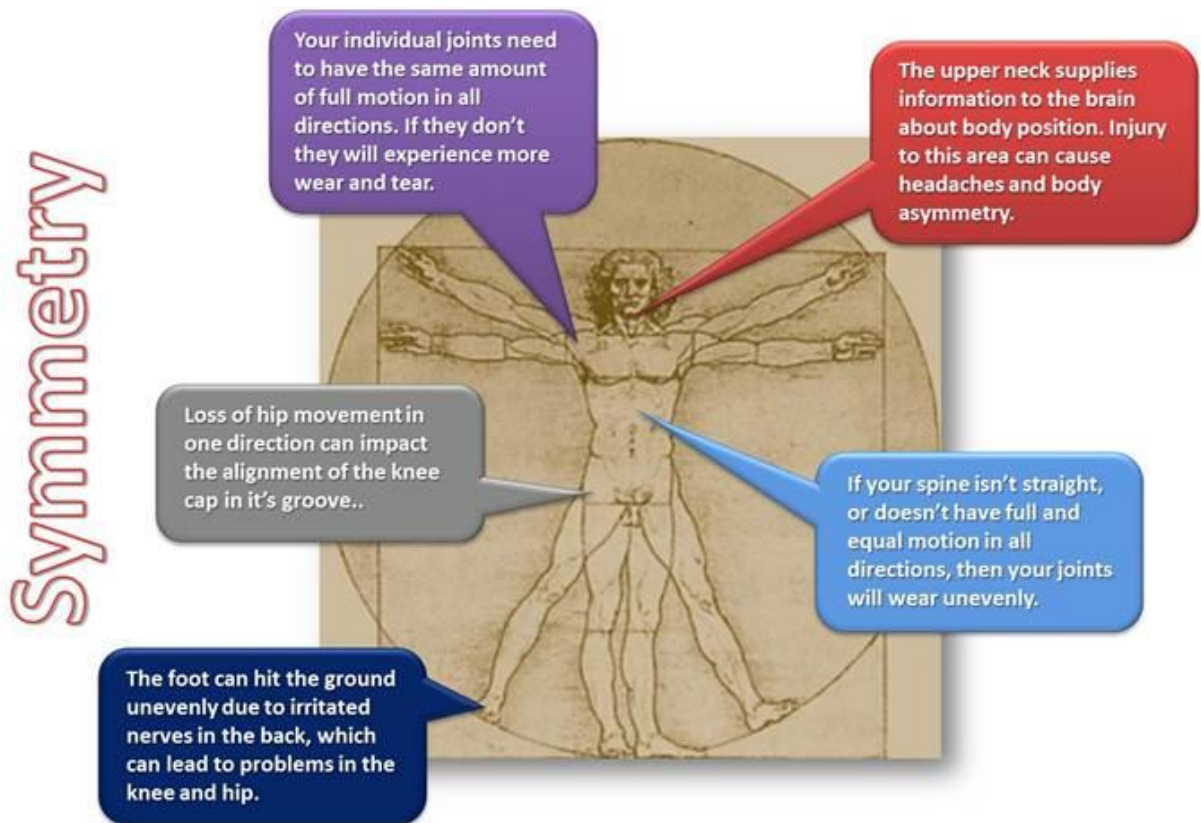 Symmetry
Your individual joints need
to have the same amount
of full motion in all
directions. If they don't
they will experience more
wear and tear.
The upper neck supplies
information to the brain
about body position. Injury
to this area can cause
headaches and body
asymmetry.
Loss of hip movement in
one direction can impact
the alignment of the knee
cap in it's groove..
If your spine isn't straight,
or doesn't have full and
equal motion in all
directions, then your joints
will wear unevenly.
The foot can hit the ground
unevenly due to irritated
nerves in the back, which
can lead to problems in the
knee and hip.